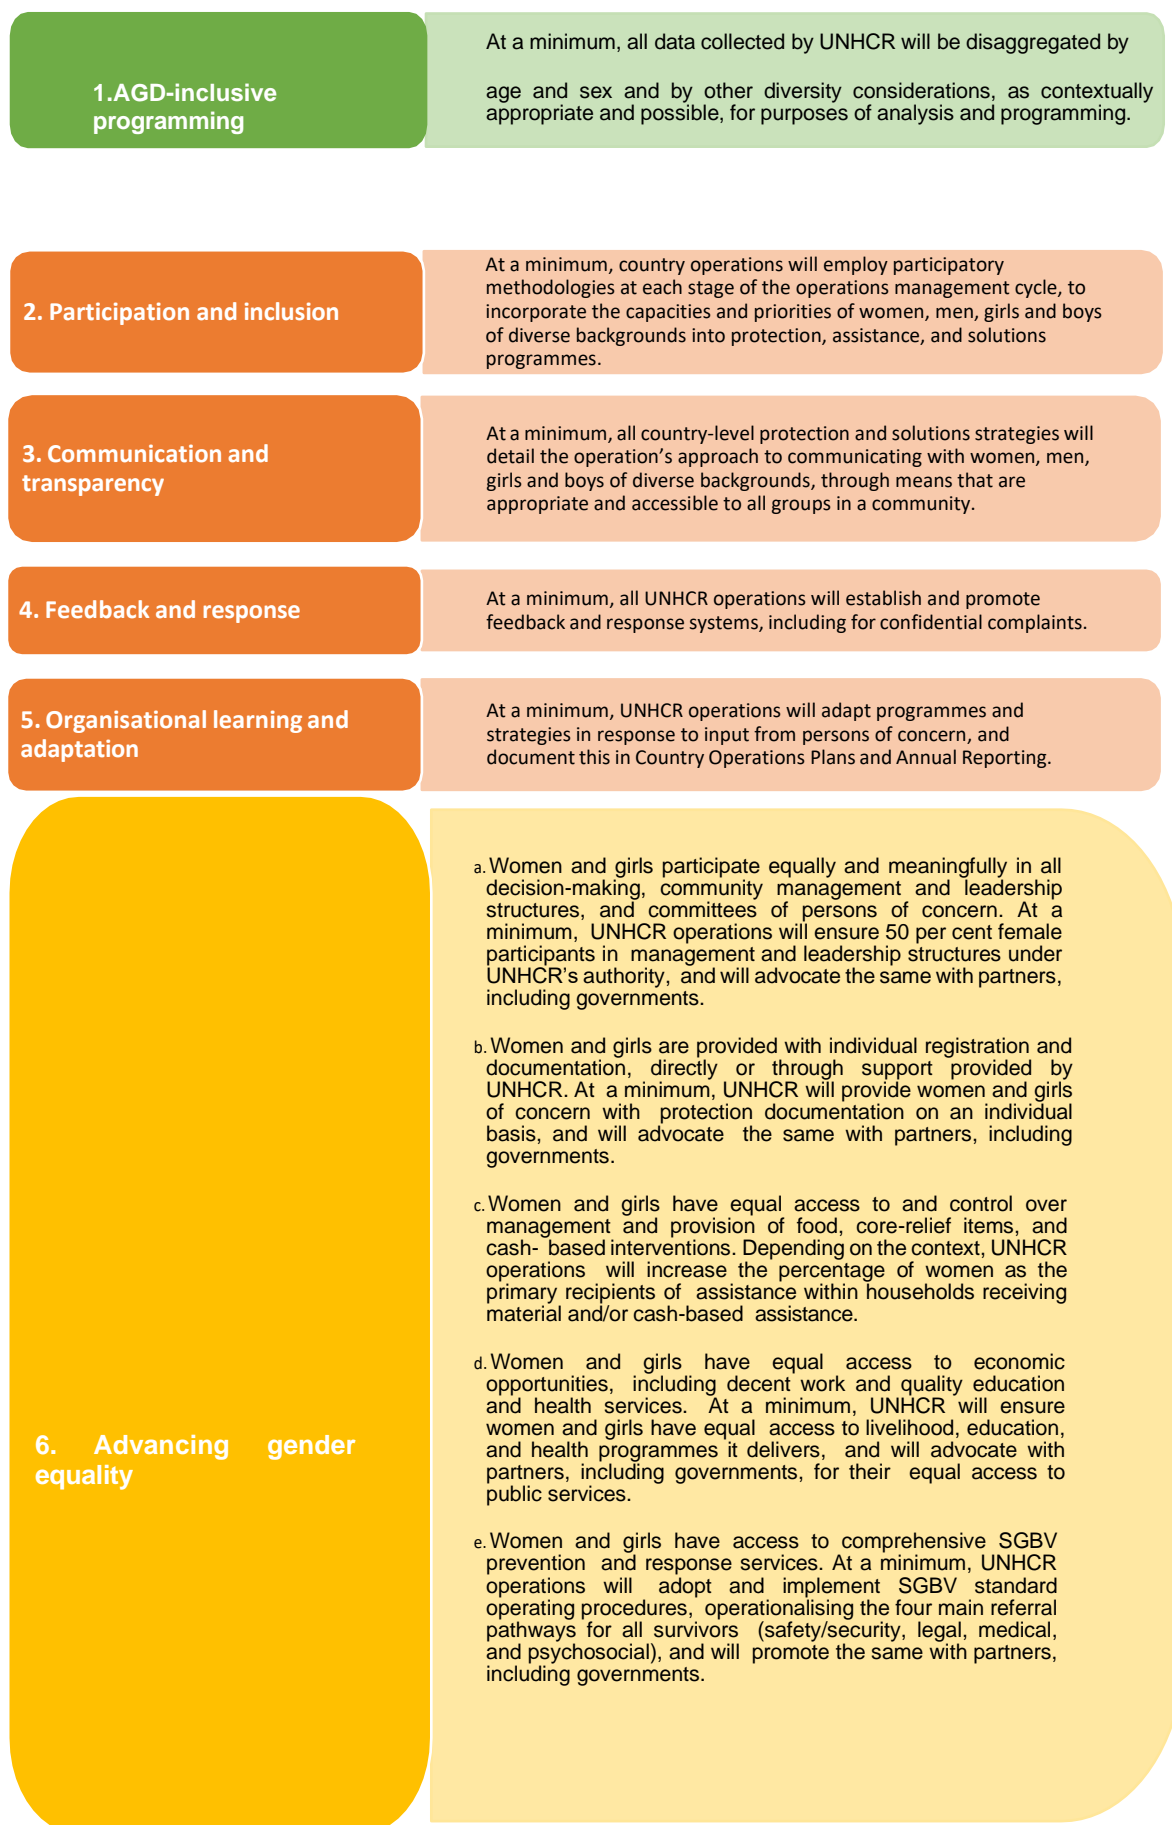 1.AGD-inclusive
programming
At a minimum, all data collected by UNHCR will be disaggregated by
age and sex and by other diversity considerations, as contextually
appropriate and possible, for purposes of analysis and programming.
2. Participation and inclusion
At a minimum, country operations will employ participatory
methodologies at each stage of the operations management cycle, to
incorporate the capacities and priorities of women, men, girls and boys
of diverse backgrounds into protection, assistance, and solutions
programmes.
3. Communication and
transparency
At a minimum, all country-level protection and solutions strategies will
detail the operation’s approach to communicating with women, men,
girls and boys of diverse backgrounds, through means that are
appropriate and accessible to all groups in a community.
4. Feedback and response
At a minimum, all UNHCR operations will establish and promote
feedback and response systems, including for confidential complaints.
5. Organisational learning and
adaptation
At a minimum, UNHCR operations will adapt programmes and
strategies in response to input from persons of concern, and
document this in Country Operations Plans and Annual Reporting.
6. Advancing gender
equality
a. Women and girls participate equally and meaningfully in all
decision-making, community management and leadership
structures, and committees of persons of concern. At a
minimum, UNHCR operations will ensure 50 per cent female
participants in management and leadership structures under
UNHCR’s authority, and will advocate the same with partners,
including governments.
b. Women and girls are provided with individual registration and
documentation, directly or through support provided by
UNHCR. At a minimum, UNHCR will provide women and girls
of concern with protection documentation on an individual
basis, and will advocate the same with partners, including
governments.
c. Women and girls have equal access to and control over
management and provision of food, core-relief items, and
cash- based interventions. Depending on the context, UNHCR
operations will increase the percentage of women as the
primary recipients of assistance within households receiving
material and/or cash-based assistance.
d. Women and girls have equal access to economic
opportunities, including decent work and quality education
and health services. At a minimum, UNHCR will ensure
women and girls have equal access to livelihood, education,
and health programmes it delivers, and will advocate with
partners, including governments, for their equal access to
public services.
e. Women and girls have access to comprehensive SGBV
prevention and response services. At a minimum, UNHCR
operations will adopt and implement SGBV standard
operating procedures, operationalising the four main referral
pathways for all survivors (safety/security, legal, medical,
and psychosocial), and will promote the same with partners,
including governments.